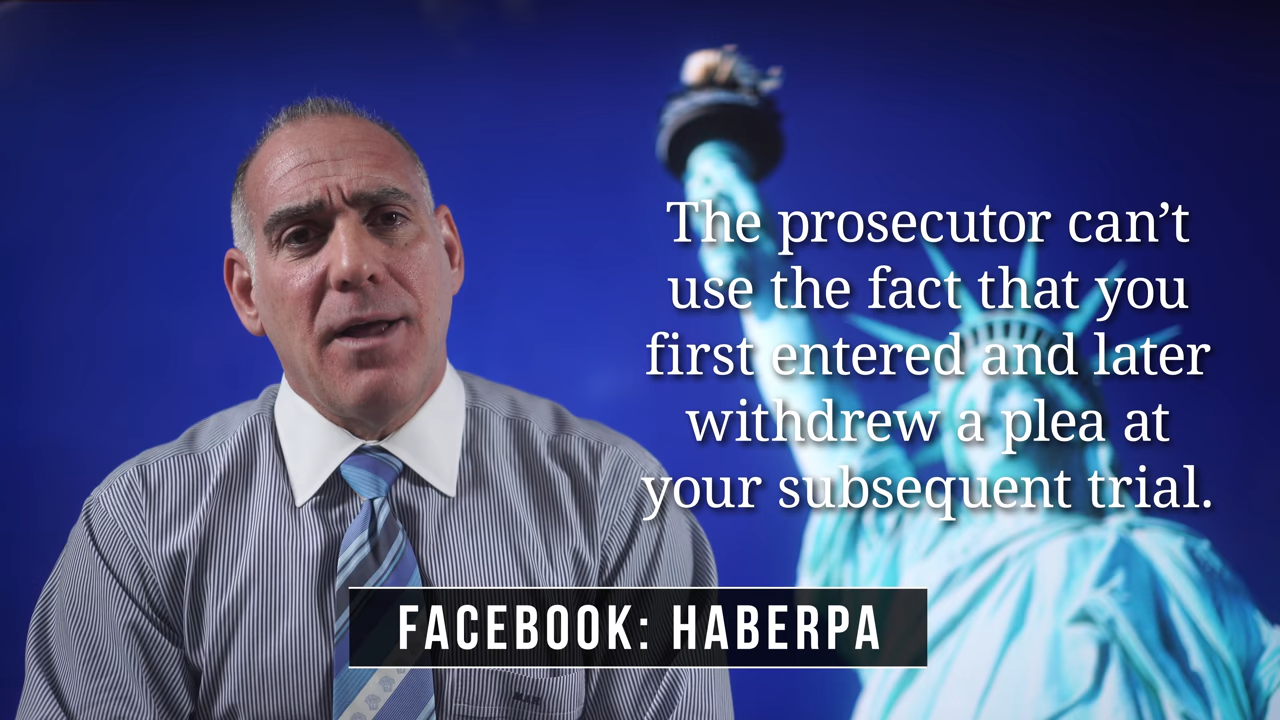 The prosecutor can’t
use the fact that you
first entered and later
withdrew a plea at
your subsequent trial.
FACEBOOK: HABERPA